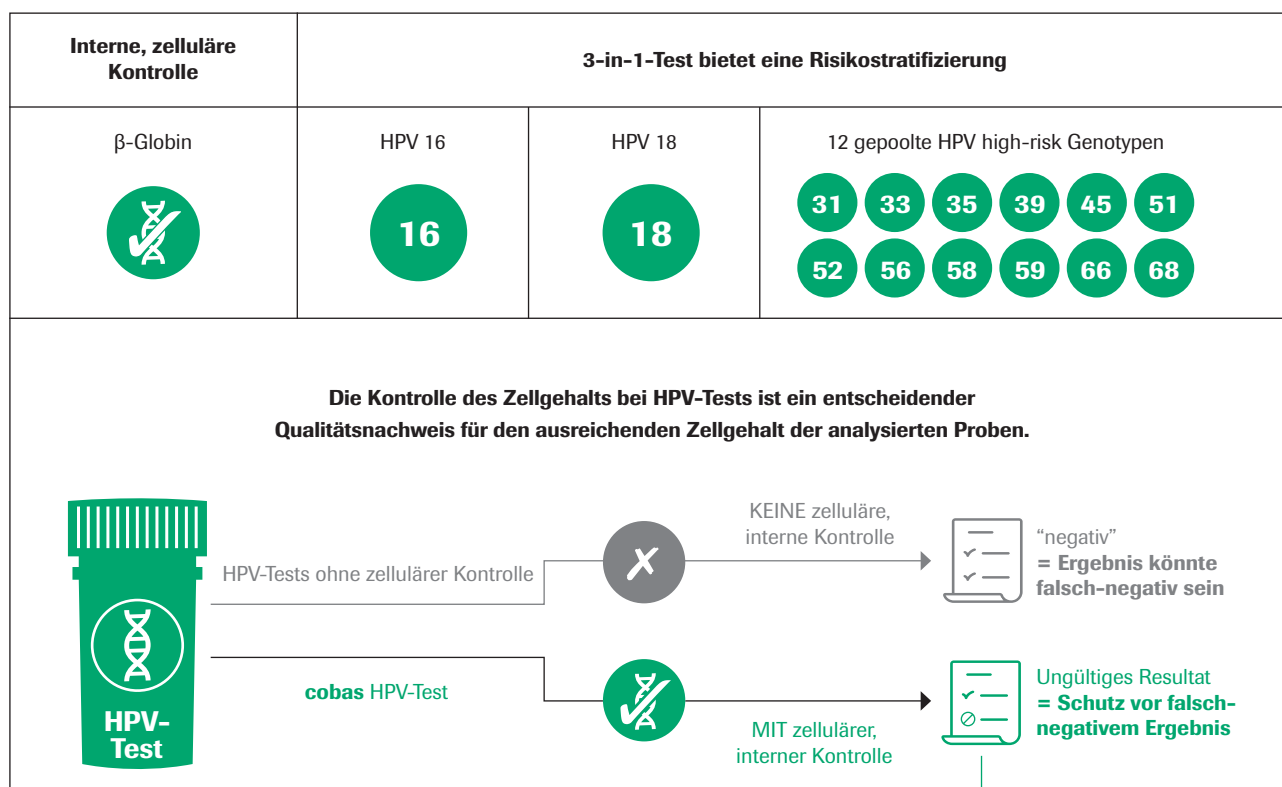 Interne, zelluläre
Kontrolle
3-in-1-Test bietet eine Risikostratifizierung
β-Globin
HPV 16
HPV 18
12 gepoolte HPV high-risk Genotypen
16
18
31 33 35 39 45 51
52 56 58 59 66 68
Die Kontrolle des Zellgehalts bei HPV-Tests ist ein entscheidender
Qualitätsnachweis für den ausreichenden Zellgehalt der analysierten Proben.
HPV-Tests ohne zellulärer Kontrolle
KEINE zelluläre,
interne Kontrolle
“negativ”
= Ergebnis könnte
falsch-negativ sein
HPV-
Test
cobas HPV-Test
MIT zellulärer,
interner Kontrolle
Ungültiges Resultat
= Schutz vor falsch-
negativem Ergebnis